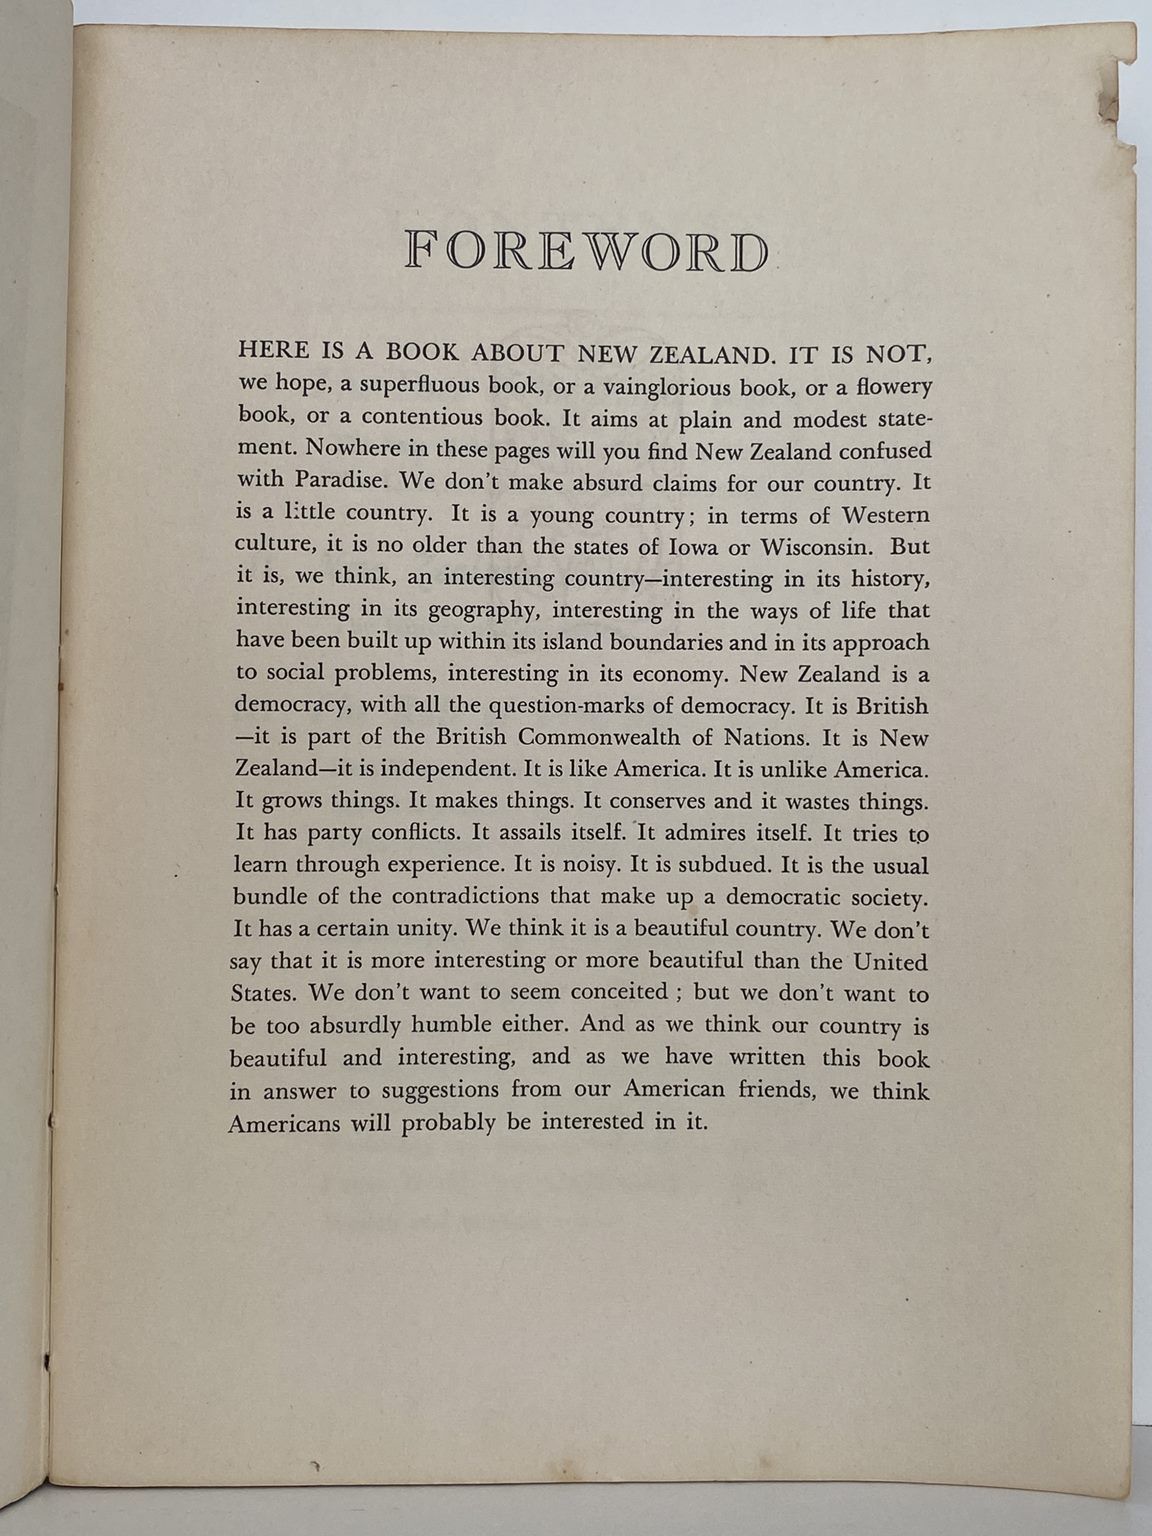 FOREWORD
HERE IS A BOOK ABOUT NEW ZEALAND. IT IS NOT,
we hope, a superfluous book, or a vainglorious book, or a flowery
book, or a contentious book. It aims at plain and modest state-
ment. Nowhere in these pages will you find New Zealand confused
with Paradise. We don't make absurd claims for our country. It
is a little country. It is a young country; in terms of Western
culture, it is no older than the states of Iowa or Wisconsin. But
it is, we think, an interesting country—interesting in its history,
interesting in its geography, interesting in the ways of life that
have been built up within its island boundaries and in its approach
to social problems, interesting in its economy. New Zealand is a
democracy, with all the question-marks of democracy. It is British
—it is part of the British Commonwealth of Nations. It is New
Zealand—it is independent. It is like America. It is unlike America.
It grows things. It makes things. It conserves and it wastes things.
It has party conflicts. It assails itself. It admires itself. It tries to
learn through experience. It is noisy. It is subdued. It is the usual
bundle of the contradictions that make up a democratic society.
It has a certain unity. We think it is a beautiful country. We don't
say that it is more interesting or more beautiful than the United
States. We don't want to seem conceited ; but we don't want to
be too absurdly humble either. And as we think our country is
beautiful and interesting, and as we have written this book
in answer to suggestions from our American friends, we think
Americans will probably be interested in it.